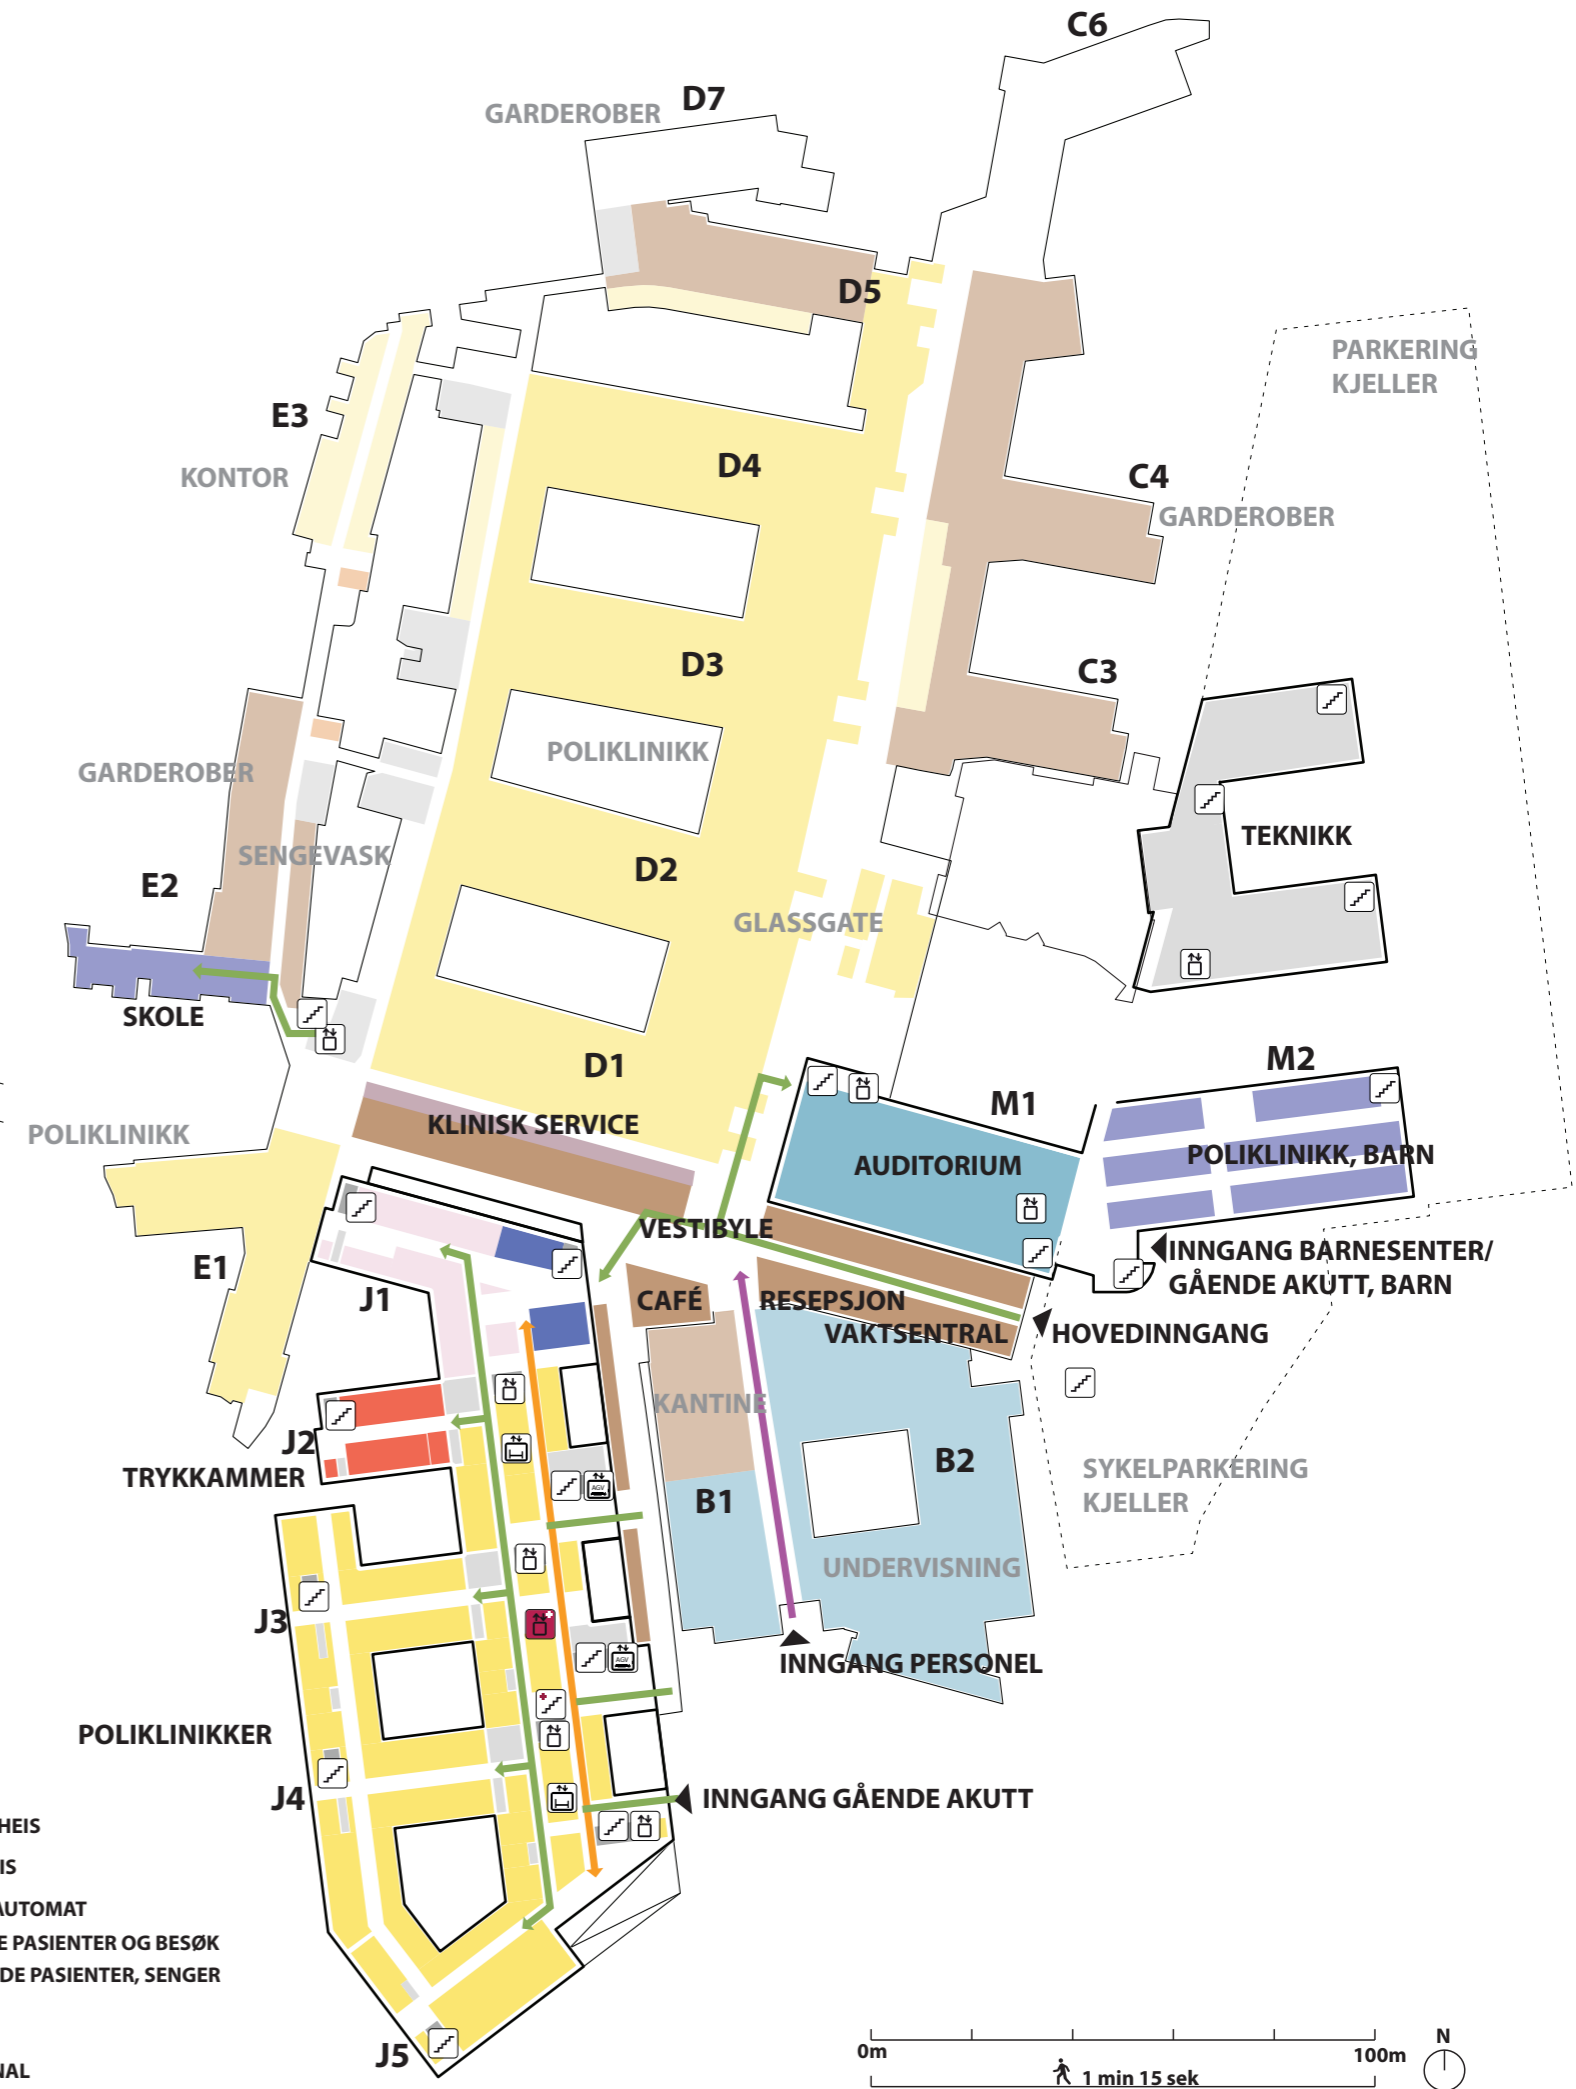 C6
D7
GARDEROBER
D5
PARKERING
KJELLER
E3
KONTOR
D4
C4
GARDEROBER
D3
C3
POLIKLINIKK
GARDEROBER
TEKNIKK
SENGEVASK
D2
E2
GLASSGATE
SKOLE
D1
M2
M1
KLINISK SERVICE
POLIKLINIKK
AUDITORIUM
POLIKLINIKK, BARN
VESTIBYLE
E1
INNGANG BARNESENTER/
GÅENDE AKUTT, BARN
J1
CAFÉ
RESEPSJON
VAKTSENTRAL
HOVEDINNGANG
KANTINE
J2
TRYKKAMMER
B2
SYKELPARKERING
KJELLER
AGV
B1
UNDERVISNING
J3
AGV
INNGANG PERSONEL
POLIKLINIKKER
J4
INNGANG GÅENDE AKUTT
HEIS
IS
AUTOMAT
E PASIENTER OG BESØK
DE PASIENTER, SENGER
J5
NAL
0m
100m
1 min 15 sek
N